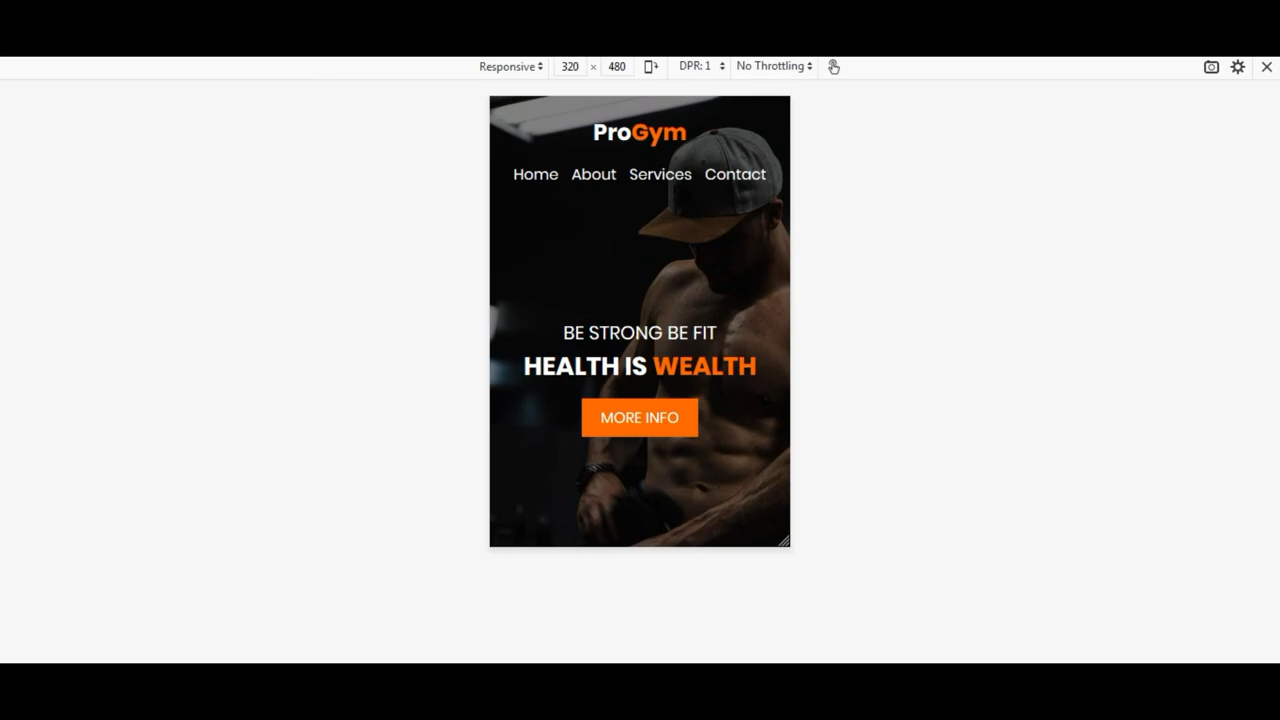 Responsive 320 × 480 DPR: 1 No Throttling
ProGym
Home About Services Contact
BE STRONG BE FIT
HEALTH IS WEALTH
MORE INFO